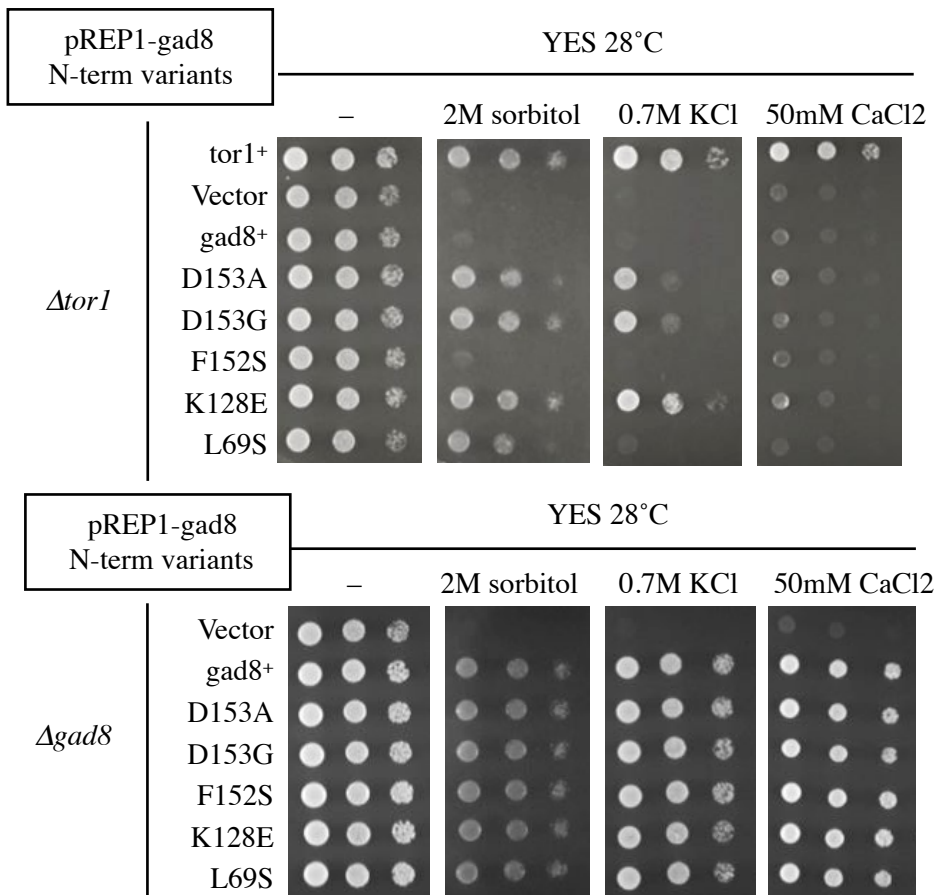 pREP1-gad8
N-term variants
YES 28˚C
– 2M sorbitol 0.7M KCl 50mM CaCl2
Δtor1
tor1⁺
Vector
gad8⁺
D153A
D153G
F152S
K128E
L69S
pREP1-gad8
N-term variants
YES 28˚C
– 2M sorbitol 0.7M KCl 50mM CaCl2
Δgad8
Vector
gad8⁺
D153A
D153G
F152S
K128E
L69S